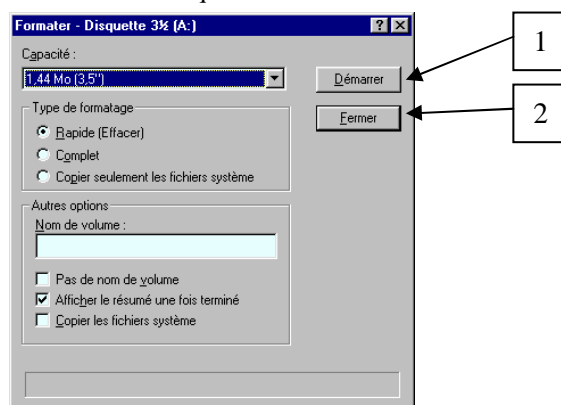 Formater - Disquette 3½ (A:)
Capacité :
1,44 Mo (3,5")
Démarrer
1
Type de formatage
Rapide (Effacer)
Fermer
2
Complet
Copier seulement les fichiers système
Autres options
Nom de volume :
Pas de nom de volume
Afficher le résumé une fois terminé
Copier les fichiers système